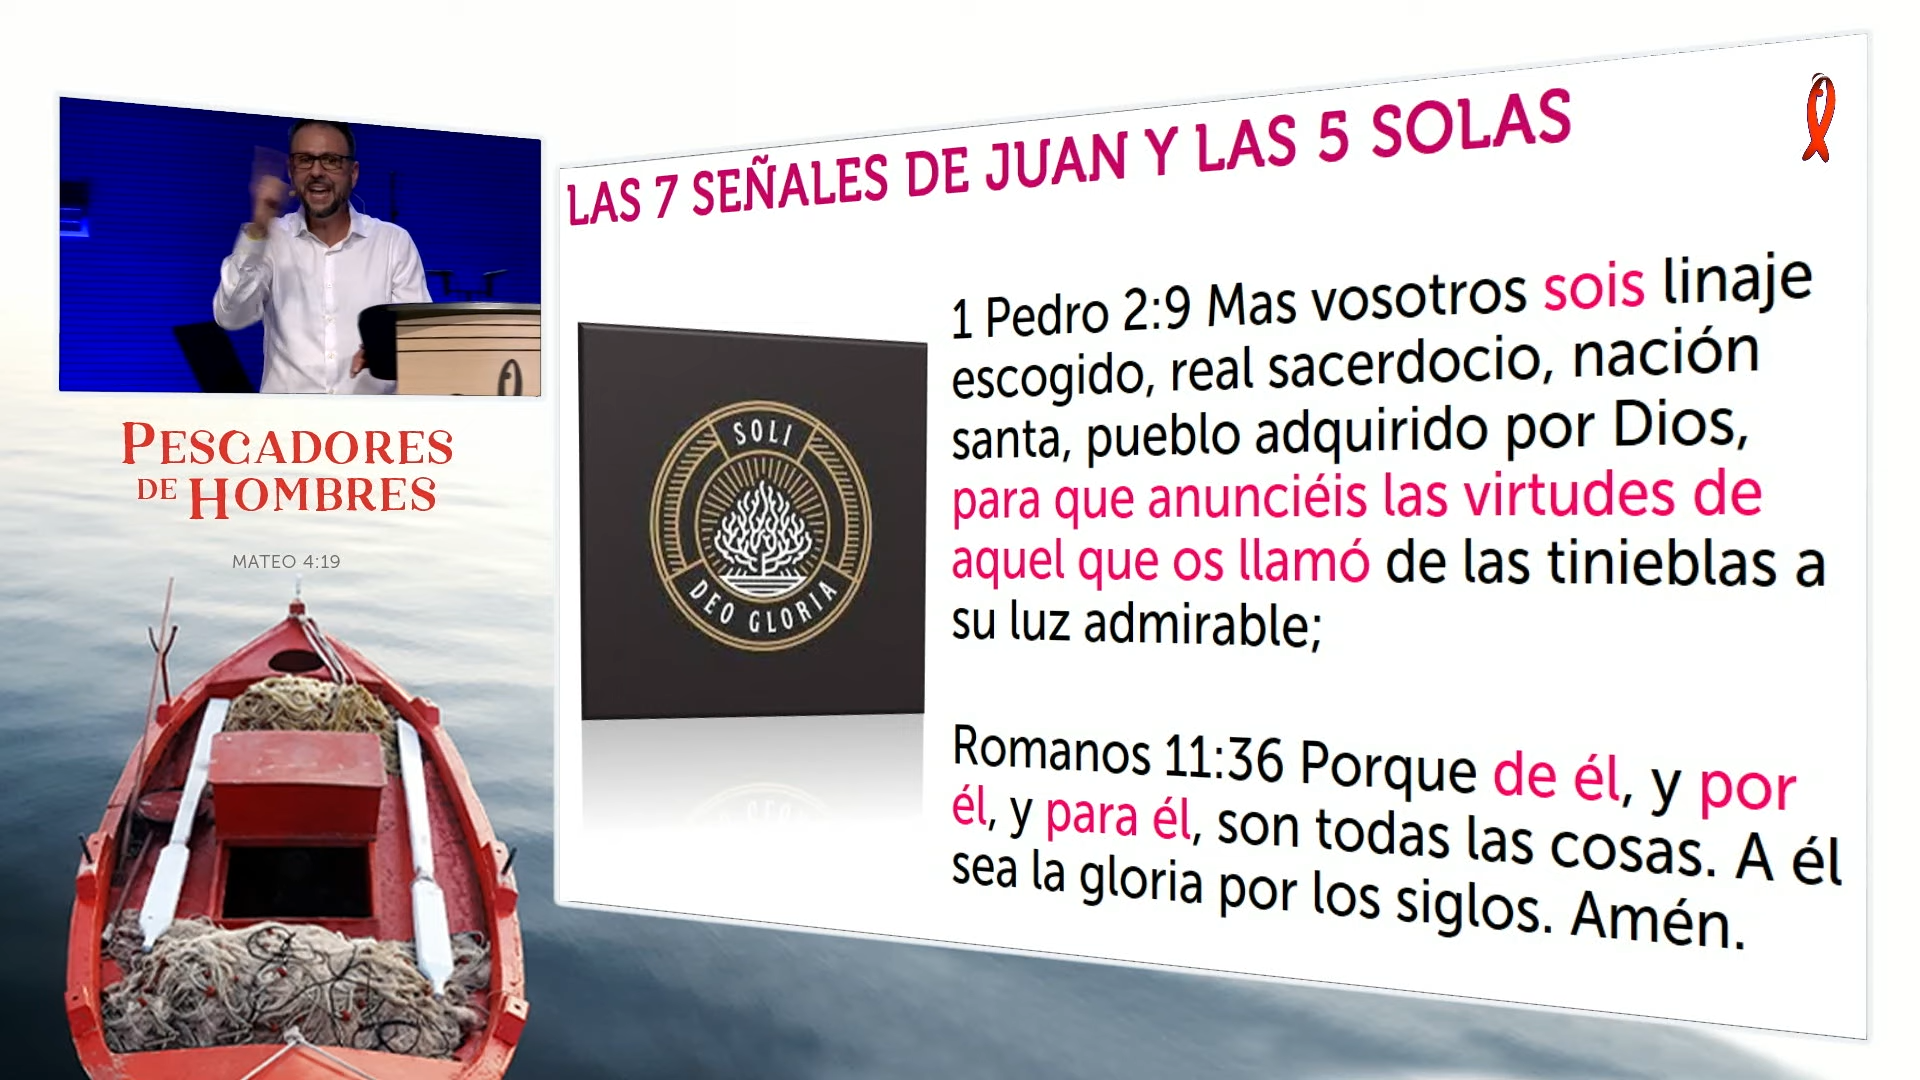 LAS 7 SEÑALES DE JUAN Y LAS 5 SOLAS
PESCADORES
DE HOMBRES
MATEO 4:19
SOLI
DEO GLORIA
1 Pedro 2:9 Mas vosotros sois linaje
escogido, real sacerdocio, nación
santa, pueblo adquirido por Dios,
para que anunciéis las virtudes de
aquel que os llamó de las tinieblas a
su luz admirable;
Romanos 11:36 Porque de él, y por
él, y para él, son todas las cosas. A él
sea la gloria por los siglos. Amén.